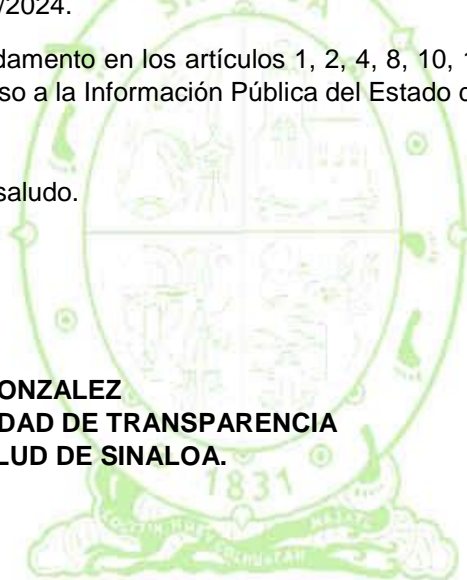 /2024.
damento en los artículos 1, 2, 4, 8, 10, 1
so a la Información Pública del Estado d
saludo.
ONZALEZ
DAD DE TRANSPARENCIA
LUD DE SINALOA.
1831